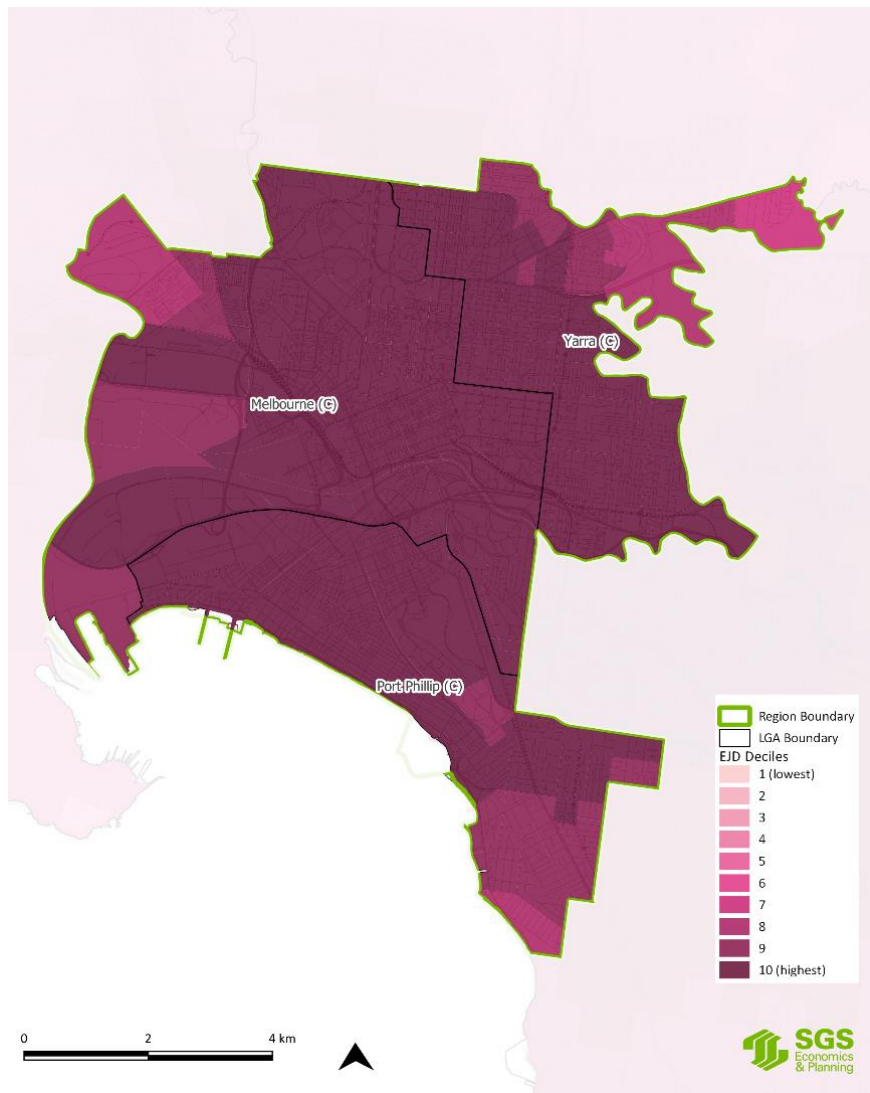 Yarra (C)
Melbourne (C)
Port Phillip (C)
Region Boundary
LGA Boundary
EJD Deciles
1 (lowest)
2
3
4
5
6
7
8
9
10 (highest)
0 2 4 km
SGS
Economics
& Planning